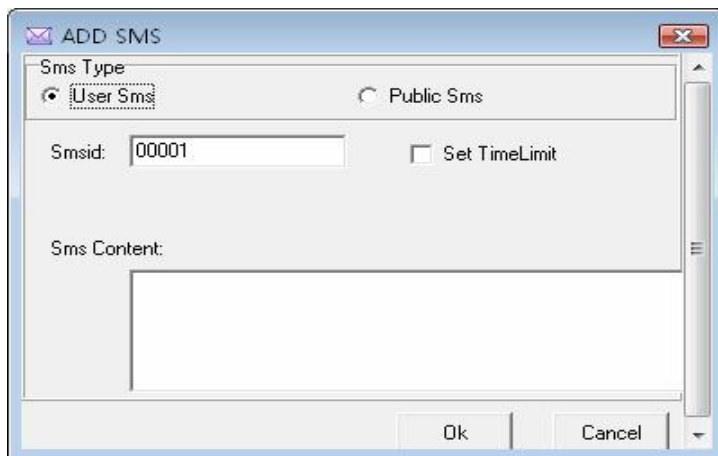 ADD SMS
Sms Type
User Sms Public Sms
Smsid: 00001 Set TimeLimit
Sms Content:
Ok Cancel